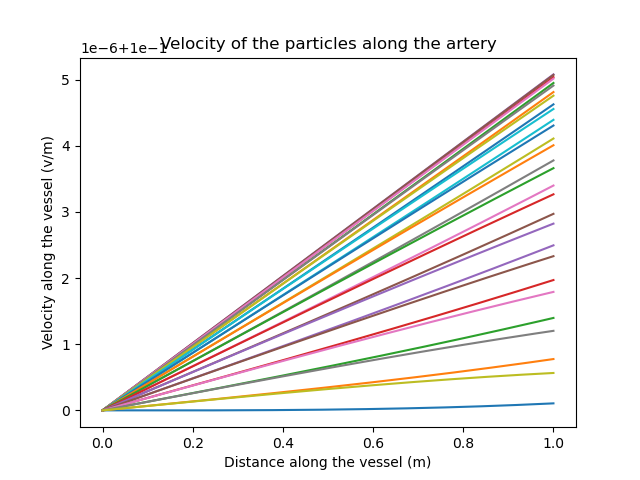 Velocity of the particles along the artery
1e−6+1e−1
5
4
3
2
1
0
Velocity along the vessel (v/m)
0.0 0.2 0.4 0.6 0.8 1.0
Distance along the vessel (m)